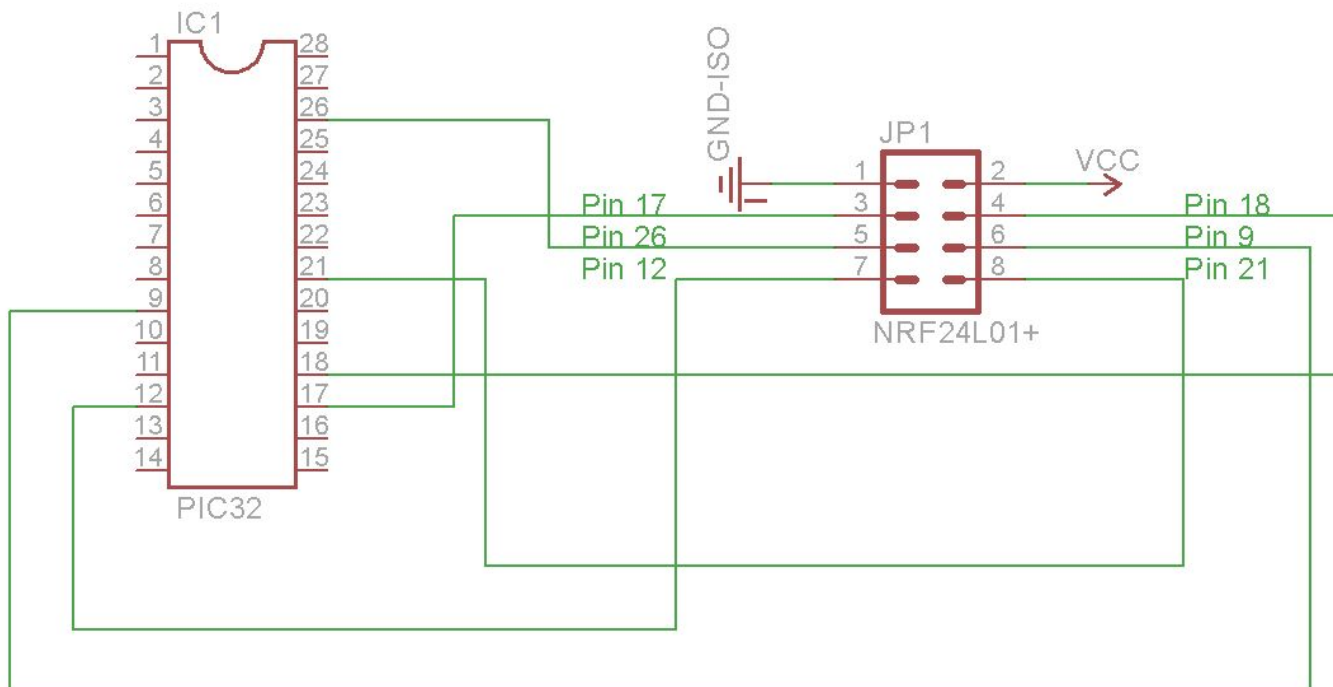 IC1
1 28
2 27
3 26
4 25
5 24
6 23
7 22
8 21
9 20
10 19
11 18
12 17
13 16
14 15
PIC32
GND-ISO
JP1
VCC
1 2
Pin 17 3 4 Pin 18
Pin 26 5 6 Pin 9
Pin 12 7 8 Pin 21
NRF24L01+